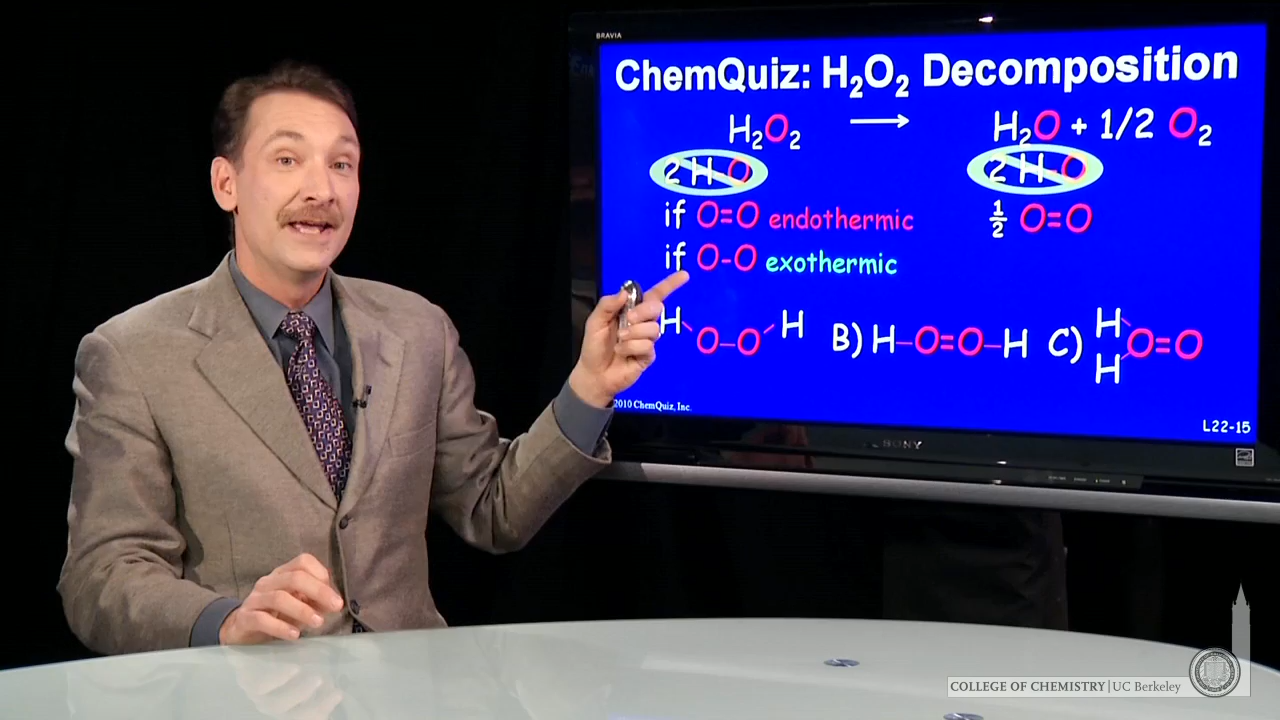 BRAVIA
ChemQuiz: H₂O₂ Decomposition
H₂O₂ → H₂O + 1/2 O₂
2 H-O 2 H-O
if O=O endothermic ½ O=O
if O-O exothermic
H O-O H B) H-O=O-H C) H H O=O
2010 ChemQuiz, Inc.
L22-15
SONY
COLLEGE OF CHEMISTRY | UC Berkeley